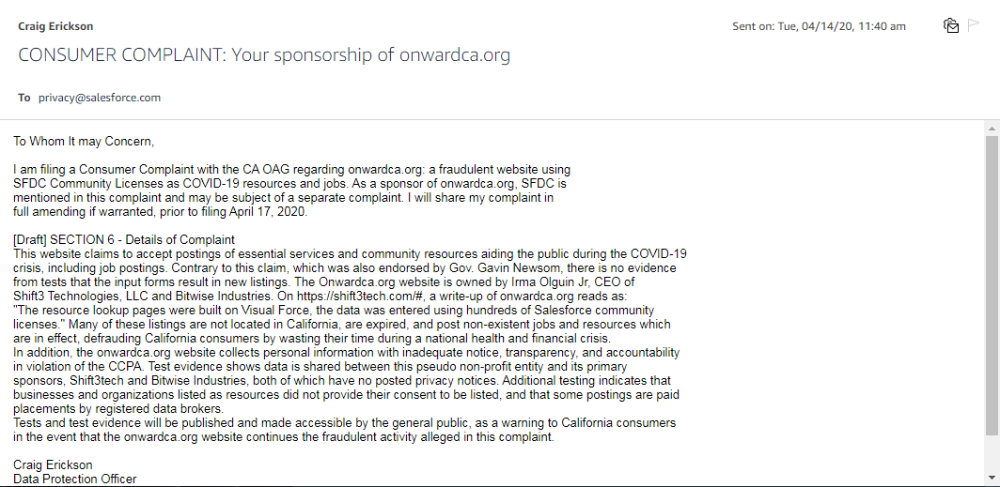 Craig Erickson
Sent on: Tue, 04/14/20, 11:40 am
CONSUMER COMPLAINT: Your sponsorship of onwardca.org
To privacy@salesforce.com
To Whom It may Concern,
I am filing a Consumer Complaint with the CA OAG regarding onwardca.org: a fraudulent website using
SFDC Community Licenses as COVID-19 resources and jobs. As a sponsor of onwardca.org, SFDC is
mentioned in this complaint and may be subject of a separate complaint. I will share my complaint in
full amending if warranted, prior to filing April 17, 2020.
[Draft] SECTION 6 - Details of Complaint
This website claims to accept postings of essential services and community resources aiding the public during the COVID-19
crisis, including job postings. Contrary to this claim, which was also endorsed by Gov. Gavin Newsom, there is no evidence
from tests that the input forms result in new listings. The Onwardca.org website is owned by Irma Olguin Jr, CEO of
Shift3 Technologies, LLC and Bitwise Industries. On https://shift3tech.com/#, a write-up of onwardca.org reads as:
"The resource lookup pages were built on Visual Force, the data was entered using hundreds of Salesforce community
licenses." Many of these listings are not located in California, are expired, and post non-existent jobs and resources which
are in effect, defrauding California consumers by wasting their time during a national health and financial crisis.
In addition, the onwardca.org website collects personal information with inadequate notice, transparency, and accountability
in violation of the CCPA. Test evidence shows data is shared between this pseudo non-profit entity and its primary
sponsors, Shift3tech and Bitwise Industries, both of which have no posted privacy notices. Additional testing indicates that
businesses and organizations listed as resources did not provide their consent to be listed, and that some postings are paid
placements by registered data brokers.
Tests and test evidence will be published and made accessible by the general public, as a warning to California consumers
in the event that the onwardca.org website continues the fraudulent activity alleged in this complaint.
Craig Erickson
Data Protection Officer